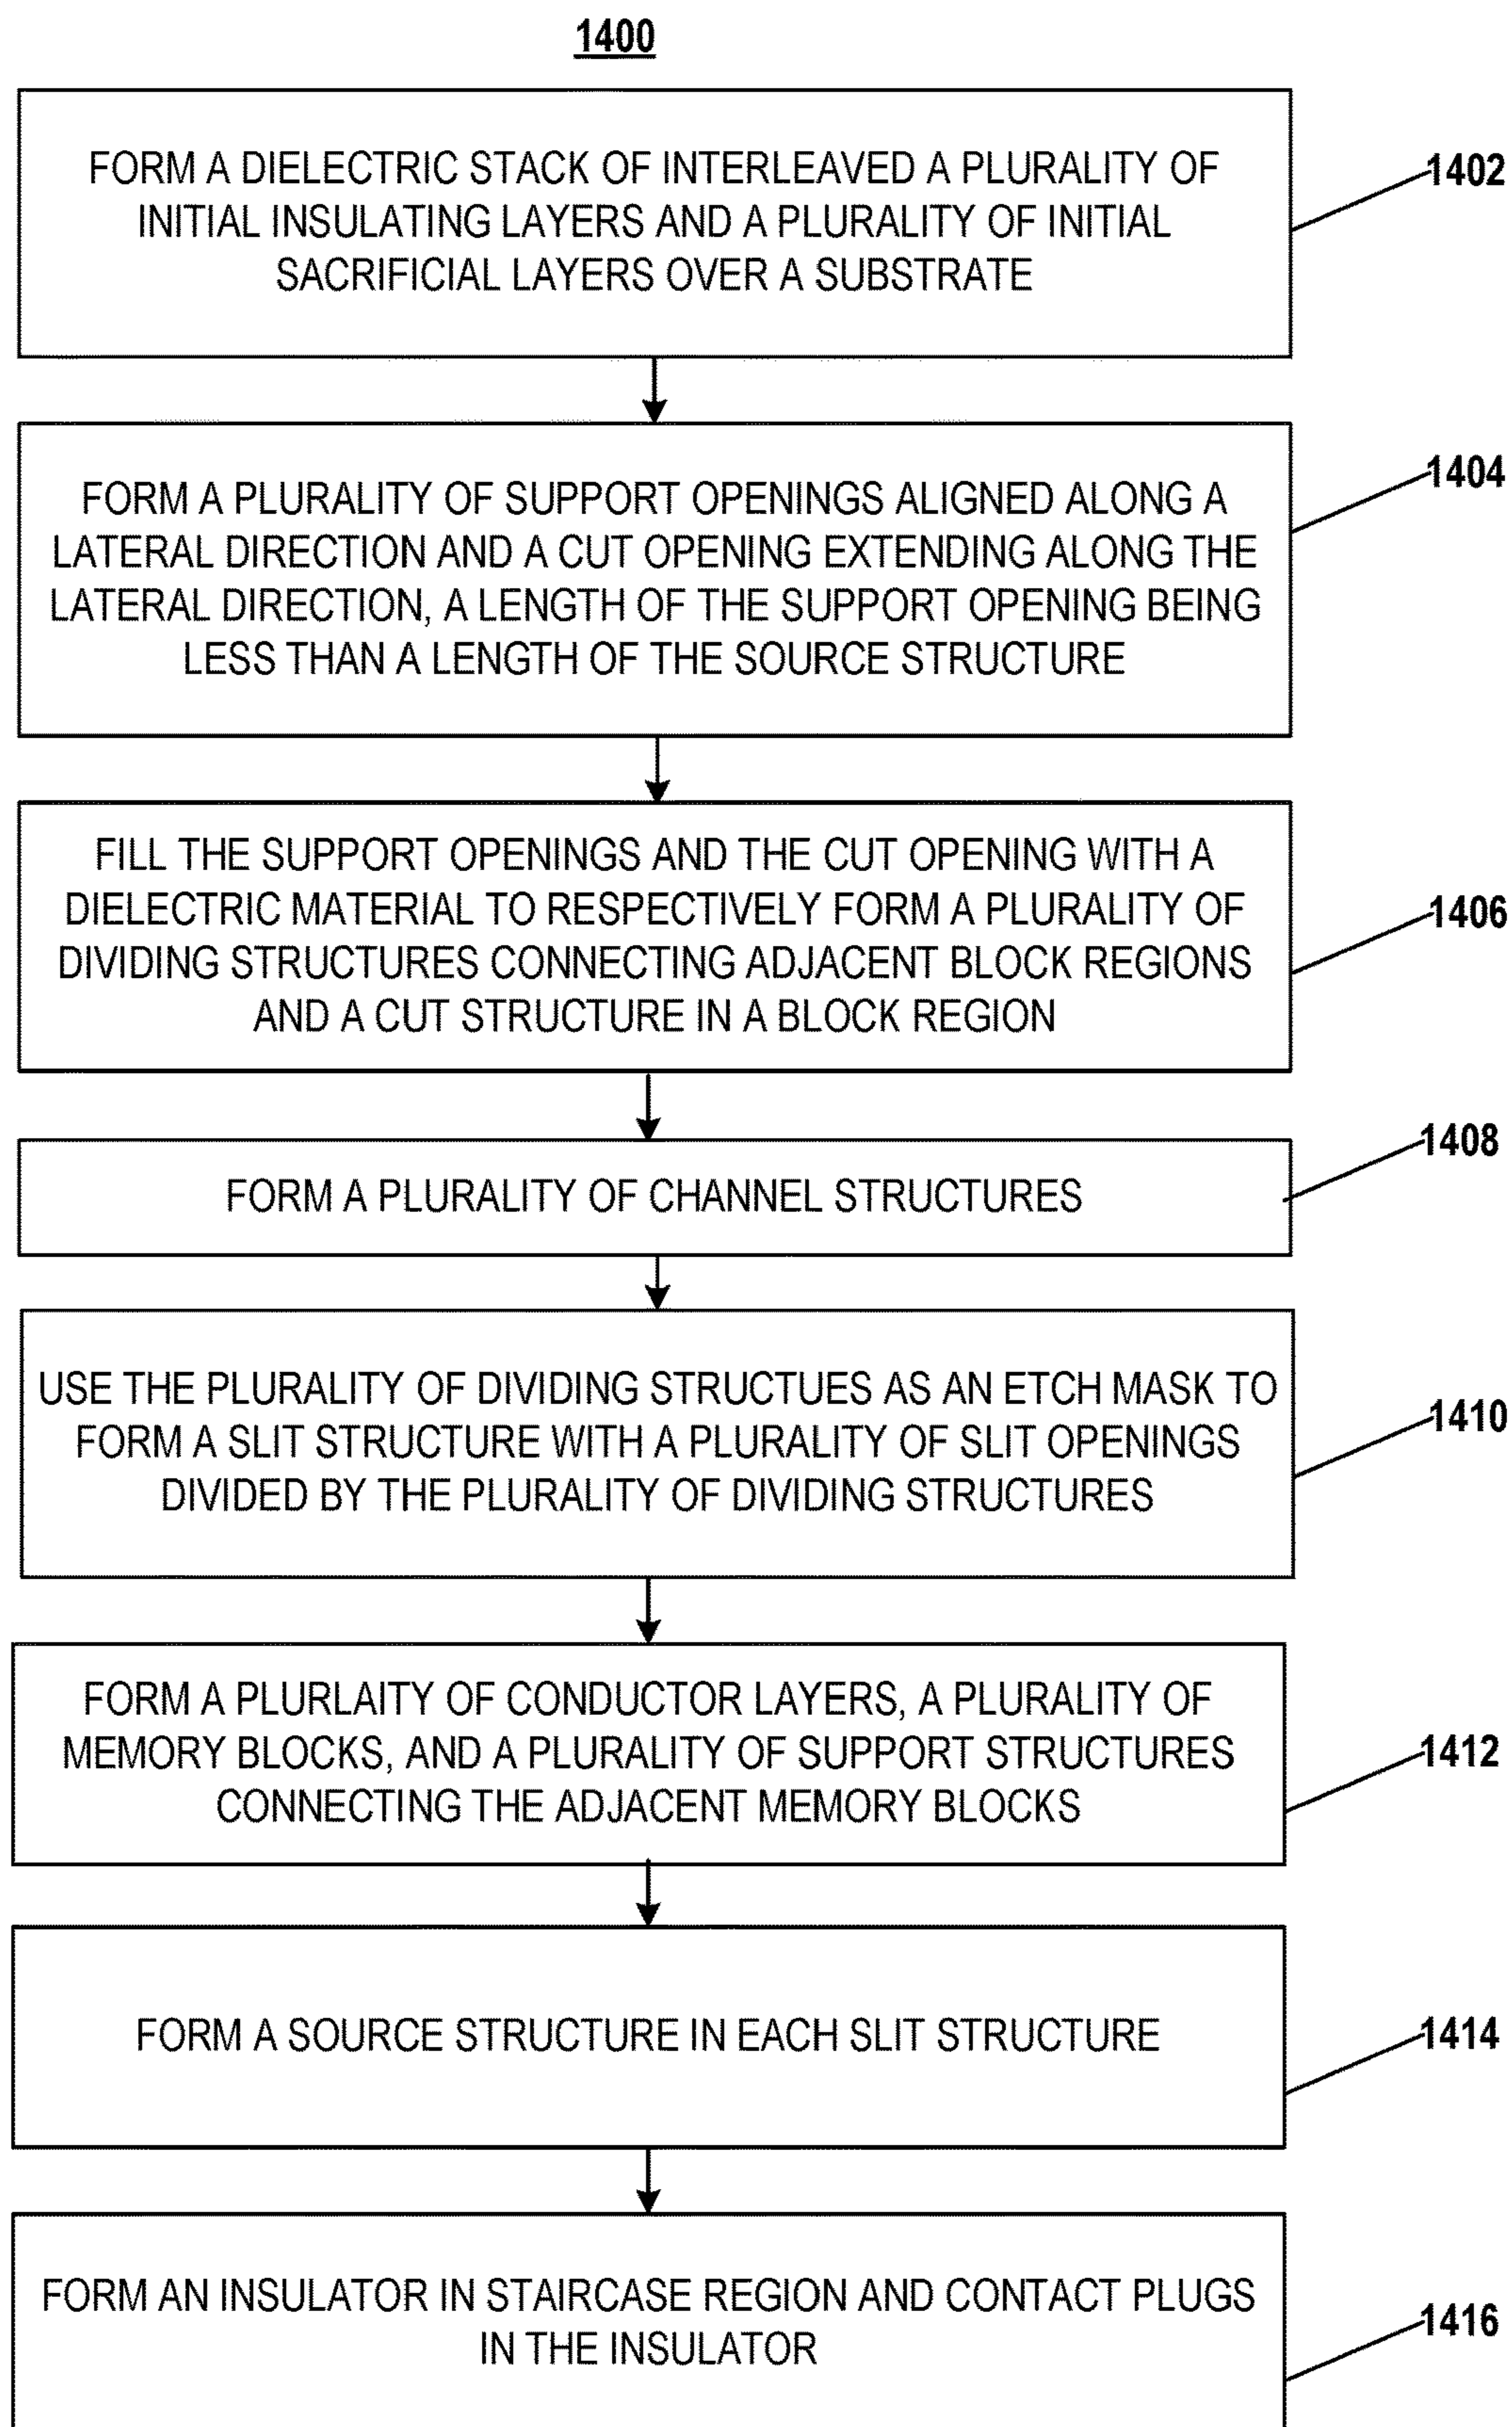 1400
FORM A DIELECTRIC STACK OF INTERLEAVED A PLURALITY OF
INITIAL INSULATING LAYERS AND A PLURALITY OF INITIAL
SACRIFICIAL LAYERS OVER A SUBSTRATE
1402
FORM A PLURALITY OF SUPPORT OPENINGS ALIGNED ALONG A
LATERAL DIRECTION AND A CUT OPENING EXTENDING ALONG THE
LATERAL DIRECTION, A LENGTH OF THE SUPPORT OPENING BEING
LESS THAN A LENGTH OF THE SOURCE STRUCTURE
1404
FILL THE SUPPORT OPENINGS AND THE CUT OPENING WITH A
DIELECTRIC MATERIAL TO RESPECTIVELY FORM A PLURALITY OF
DIVIDING STRUCTURES CONNECTING ADJACENT BLOCK REGIONS
AND A CUT STRUCTURE IN A BLOCK REGION
1406
FORM A PLURALITY OF CHANNEL STRUCTURES
1408
USE THE PLURALITY OF DIVIDING STRUCTUES AS AN ETCH MASK TO
FORM A SLIT STRUCTURE WITH A PLURALITY OF SLIT OPENINGS
DIVIDED BY THE PLURALITY OF DIVIDING STRUCTURES
1410
FORM A PLURLAITY OF CONDUCTOR LAYERS, A PLURALITY OF
MEMORY BLOCKS, AND A PLURALITY OF SUPPORT STRUCTURES
CONNECTING THE ADJACENT MEMORY BLOCKS
1412
FORM A SOURCE STRUCTURE IN EACH SLIT STRUCTURE
1414
FORM AN INSULATOR IN STAIRCASE REGION AND CONTACT PLUGS
IN THE INSULATOR
1416